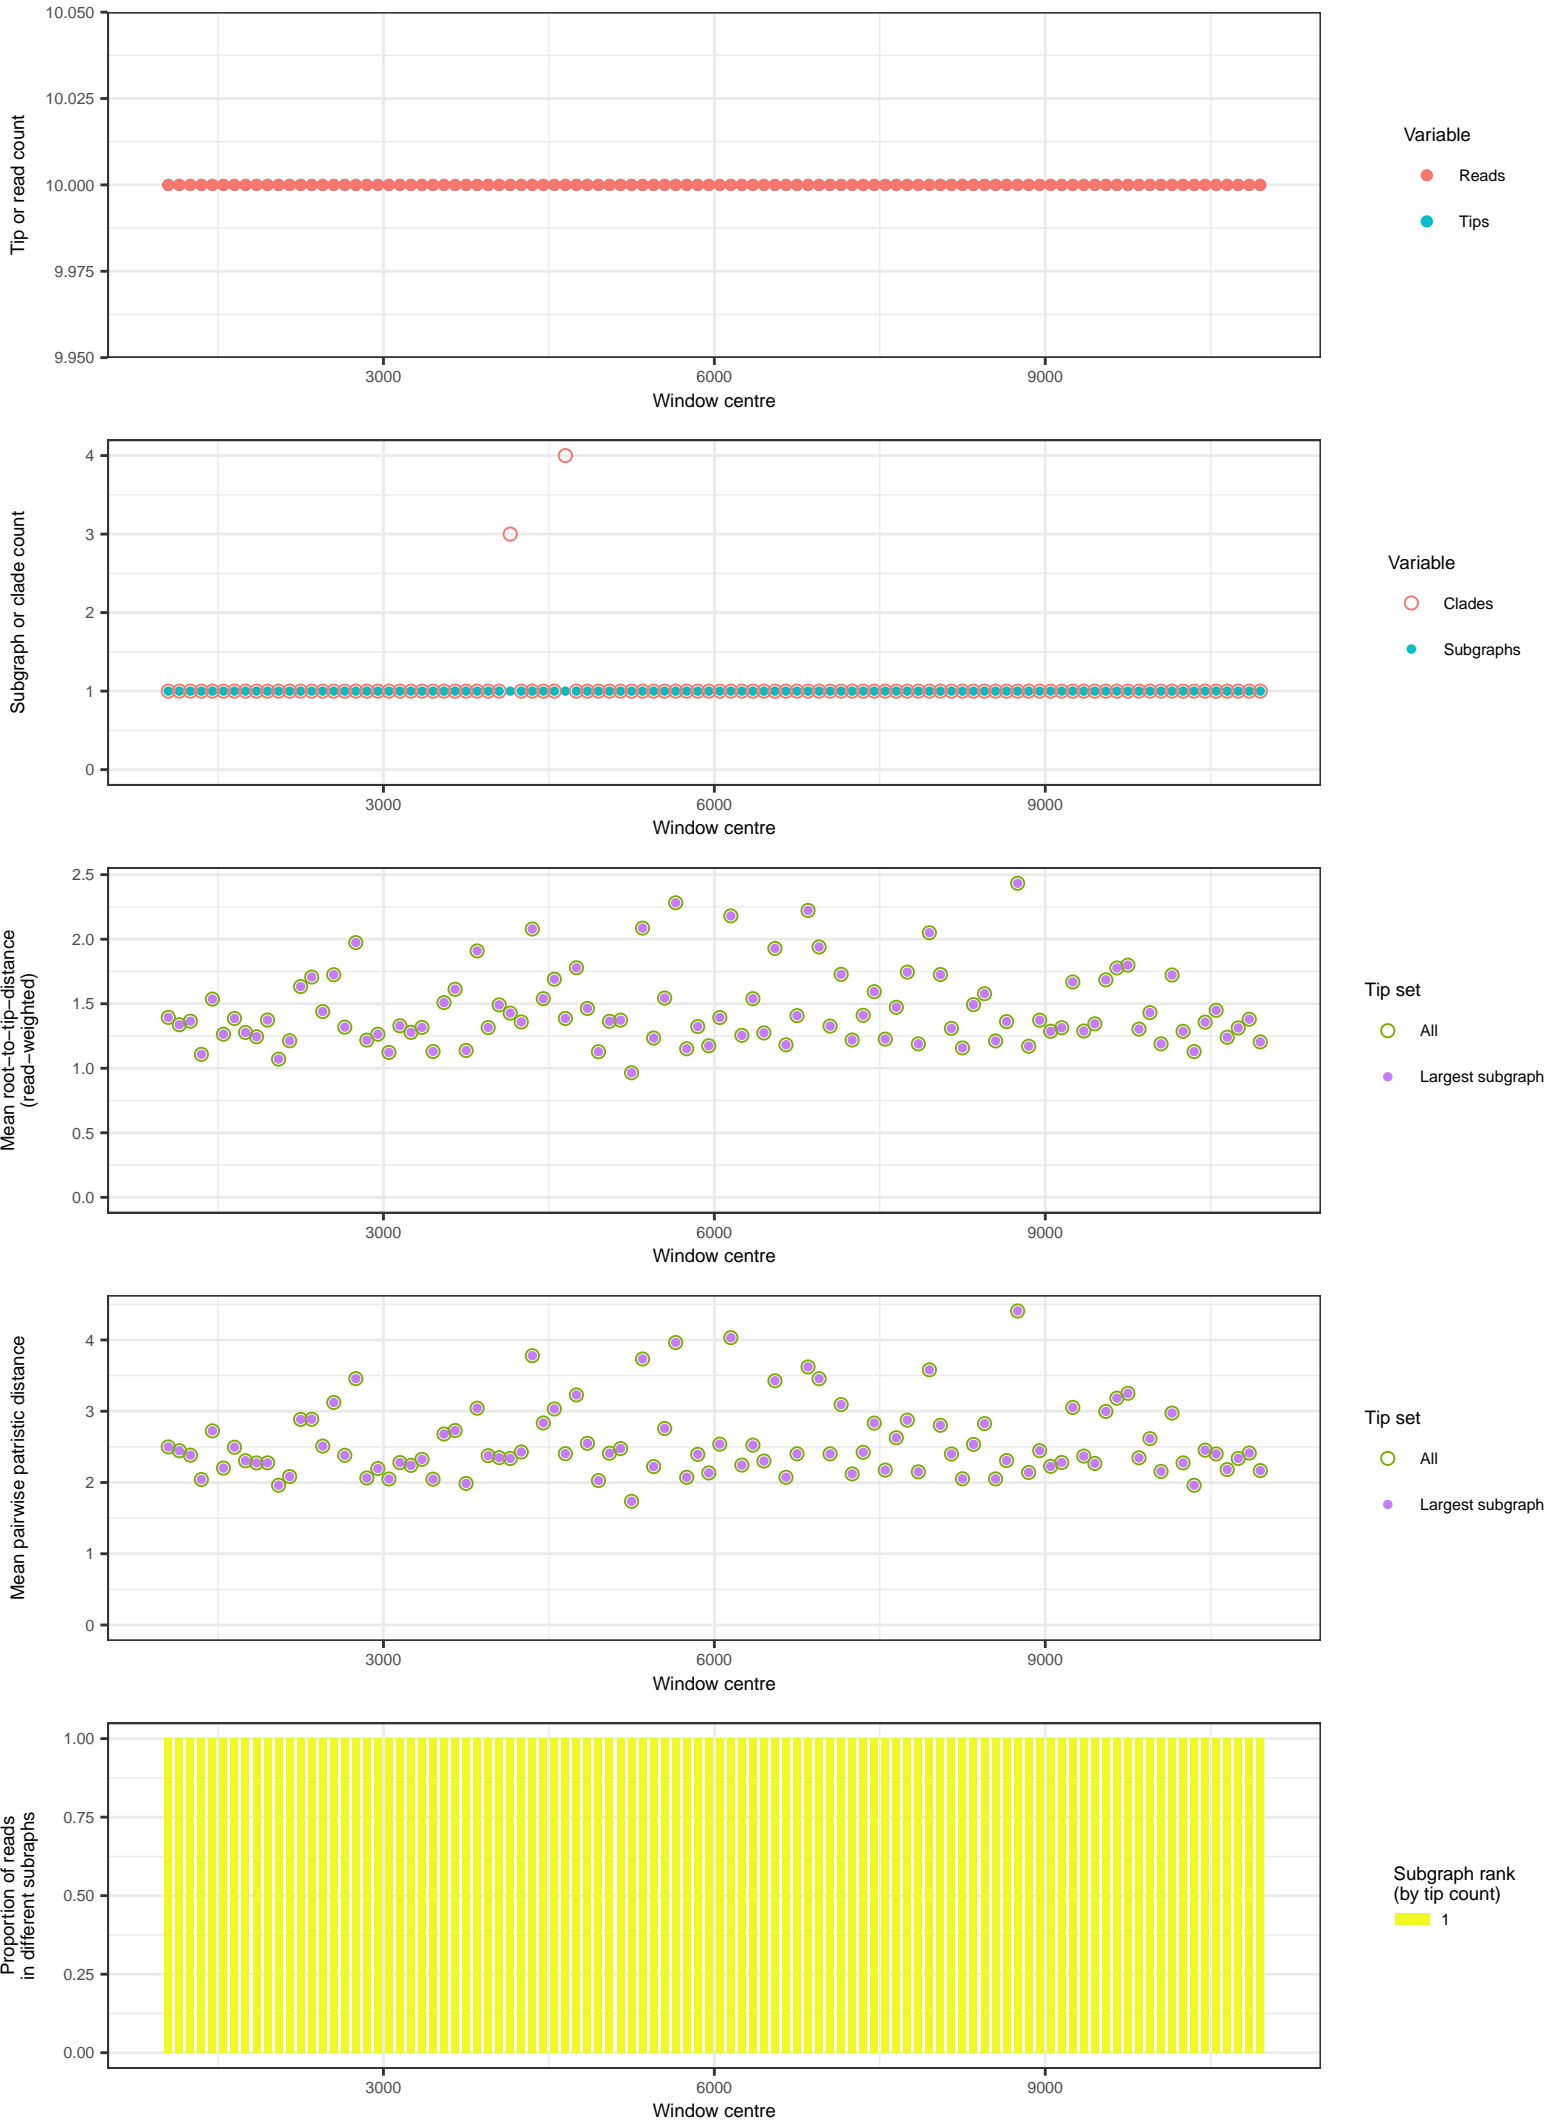 Tip or read count
10.050
10.025
10.000
9.975
9.950
3000 6000 9000
Window centre
Variable
Reads
Tips
Subgraph or clade count
4
3
2
1
0
3000 6000 9000
Window centre
Variable
Clades
Subgraphs
Mean root−to−tip−distance
(read−weighted)
2.5
2.0
1.5
1.0
0.5
0.0
3000 6000 9000
Window centre
Tip set
All
Largest subgraph
Mean pairwise patristic distance
4
3
2
1
0
3000 6000 9000
Window centre
Tip set
All
Largest subgraph
Proportion of reads
in different subraphs
1.00
0.75
0.50
0.25
0.00
3000 6000 9000
Window centre
Subgraph rank
(by tip count)
1